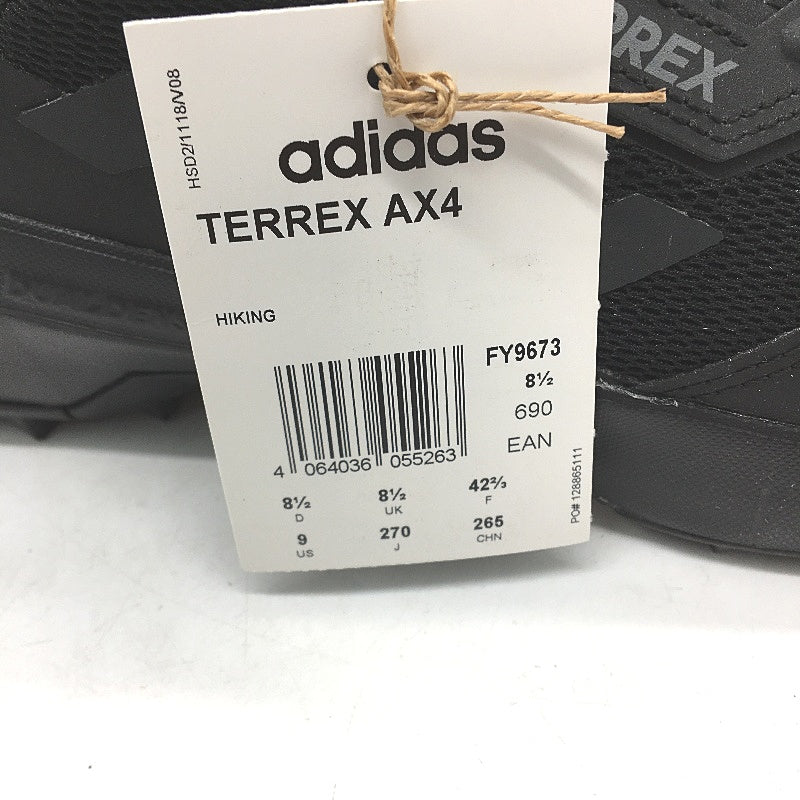 RREX
HSD2/1118/V08
adidas
TERREX AX4
HIKING
FY9673
8½
690
EAN
4 064036 055263
8½ 8½ 42⅔
D UK F
9 270 265
US J CHN
PO# 128865111